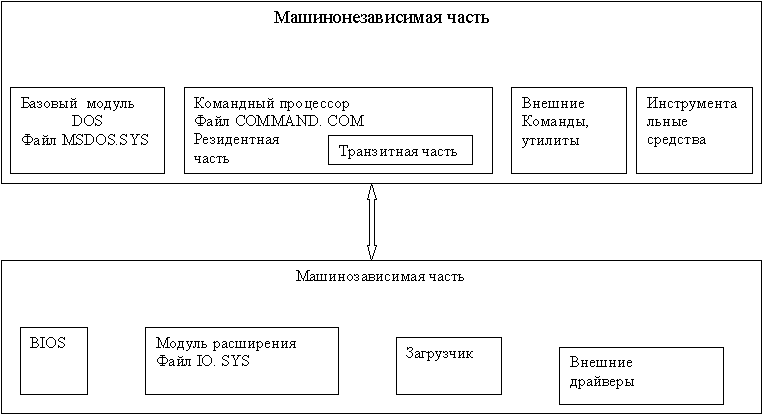 Машинонезависимая часть
Базовый модуль
DOS
Файл MSDOS.SYS
Командный процессор
Файл COMMAND. COM
Резидентная
часть
Транзитная часть
Внешние
Команды,
утилиты
Инструмента
льные
средства
Машинозависимая часть
BIOS
Модуль расширения
Файл IO. SYS
Загрузчик
Внешние
драйверы